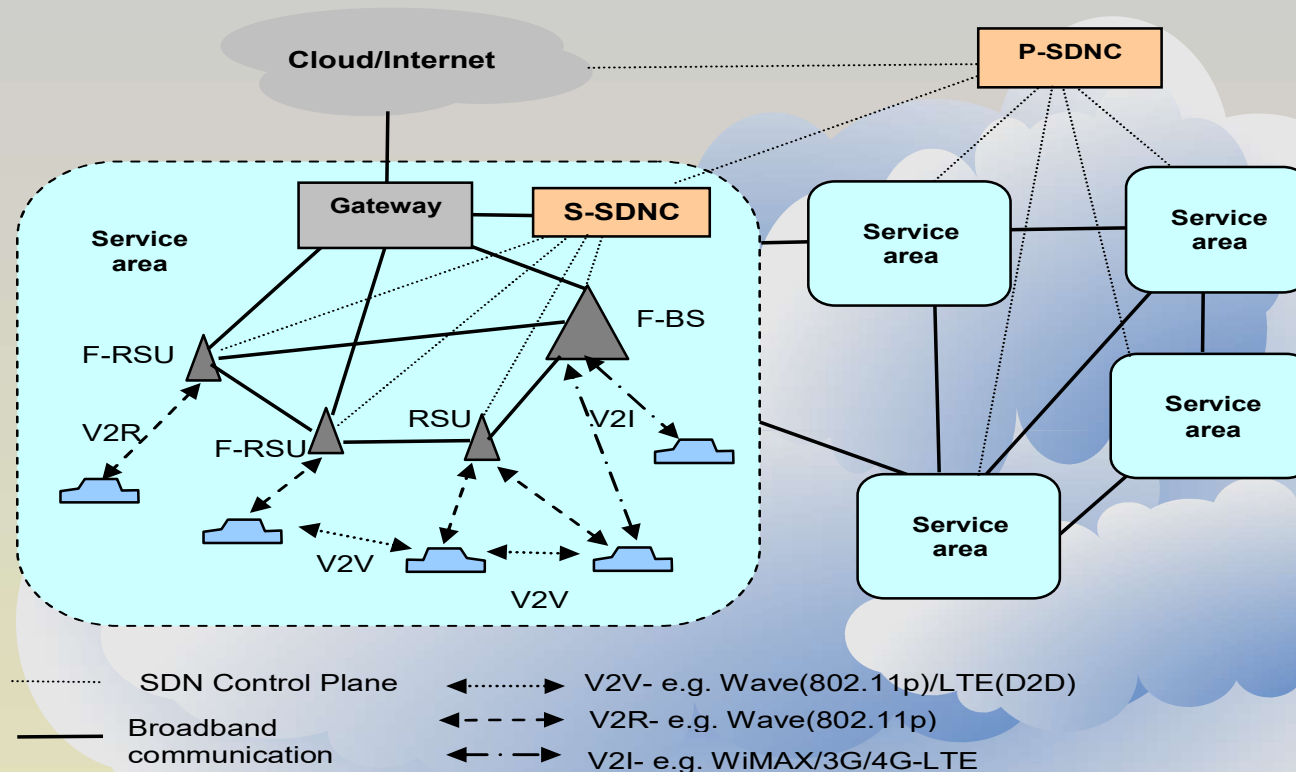 Cloud/Internet
P-SDNC
Gateway
S-SDNC
Service
area
Service
area
Service
area
F-BS
F-RSU
V2R
F-RSU
RSU
V2I
Service
area
Service
area
V2V
V2V
SDN Control Plane
V2V- e.g. Wave(802.11p)/LTE(D2D)
Broadband
communication
V2R- e.g. Wave(802.11p)
V2I- e.g. WiMAX/3G/4G-LTE